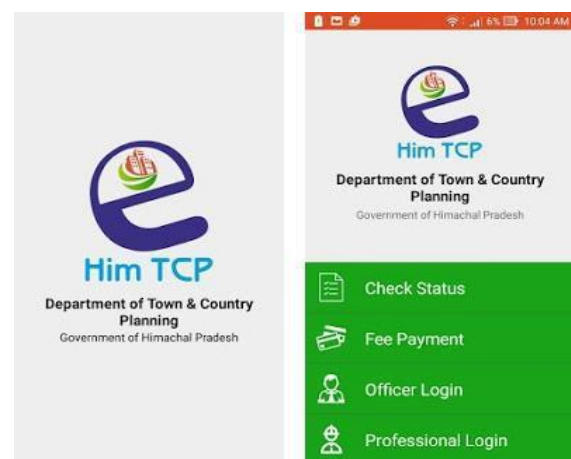 Him TCP
Department of Town & Country
Planning
Government of Himachal Pradesh
6% 10:04 AM
Him TCP
Department of Town & Country
Planning
Government of Himachal Pradesh
Check Status
Fee Payment
Officer Login
Professional Login